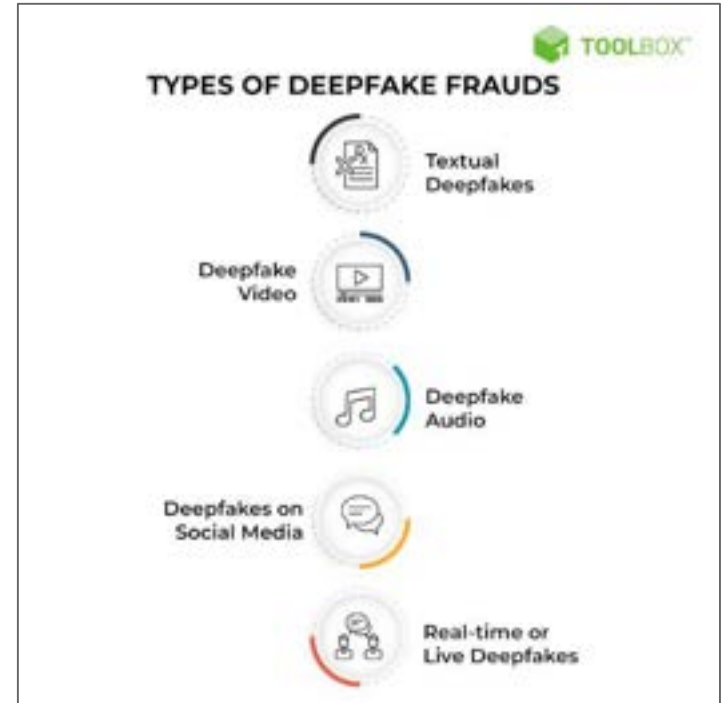 TOOLBOX™
TYPES OF DEEPFAKE FRAUDS
Textual
Deepfakes
Deepfake
Video
Deepfake
Audio
Deepfakes on
Social Media
Real-time or
Live Deepfakes